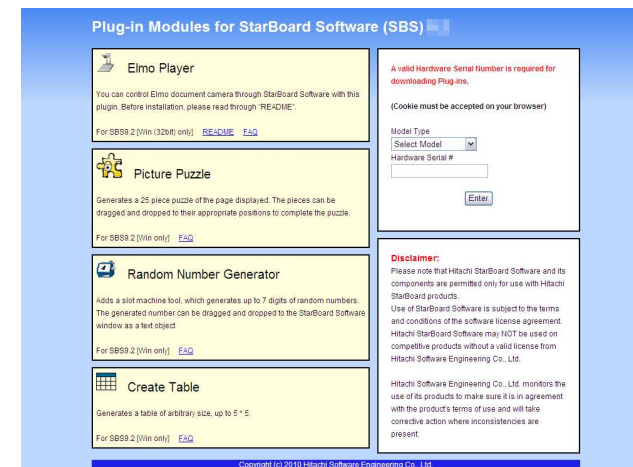 Plug-in Modules for StarBoard Software (SBS)
Elmo Player
You can control Elmo document camera through StarBoard Software with this
plugin. Before installation, please read through "README".
For SBS9.2 [Win (32bit) only] README FAQ
Picture Puzzle
Generates a 25 piece puzzle of the page displayed. The pieces can be
dragged and dropped to their appropriate positions to complete the puzzle.
For SBS9.2 [Win only] FAQ
Random Number Generator
Adds a slot machine tool, which generates up to 7 digits of random numbers.
The generated number can be dragged and dropped to the StarBoard Software
window as a text object.
For SBS9.2 [Win only] FAQ
Create Table
Generates a table of arbitrary size, up to 5 * 5.
For SBS9.2 [Win only] FAQ
A valid Hardware Serial Number is required for
downloading Plug-ins.
(Cookie must be accepted on your browser)
Model Type
Select Model
Hardware Serial #
Enter
Disclaimer:
Please note that Hitachi StarBoard Software and its
components are permitted only for use with Hitachi
StarBoard products.
Use of StarBoard Software is subject to the terms
and conditions of the software license agreement.
Hitachi StarBoard Software may NOT be used on
competitive products without a valid license from
Hitachi Software Engineering Co., Ltd.
Hitachi Software Engineering Co., Ltd. monitors the
use of its products to make sure it is in agreement
with the product's terms of use and will take
corrective action where inconsistencies are
present.
Copyright (c) 2010 Hitachi Software Engineering Co., Ltd.